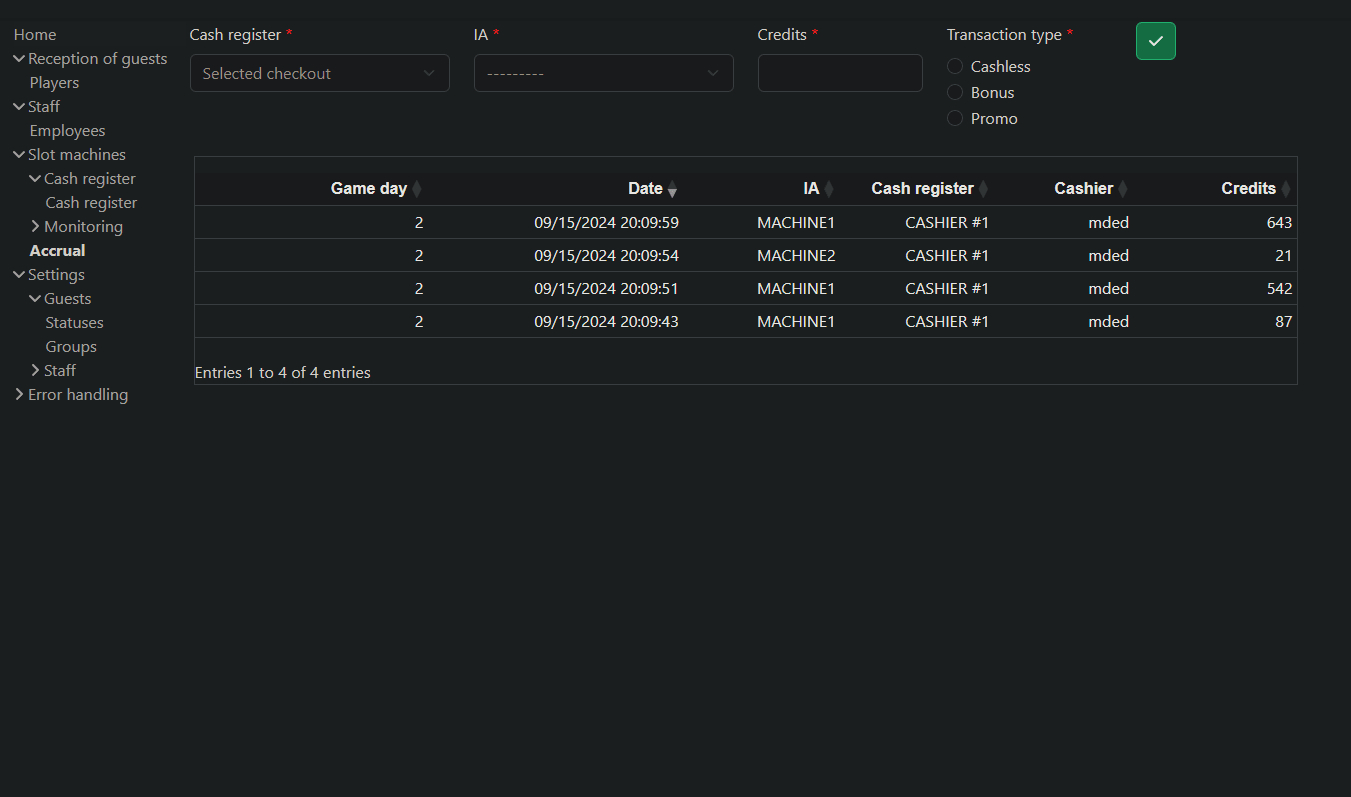 Home
Reception of guests
Players
Staff
Employees
Slot machines
Cash register
Cash register
Monitoring
Accrual
Settings
Guests
Statuses
Groups
Staff
Error handling
Cash register *
Selected checkout
IA *
---------
Credits *
Transaction type *
Cashless
Bonus
Promo
Game day Date IA Cash register Cashier Credits
2 09/15/2024 20:09:59 MACHINE1 CASHIER #1 mded 643
2 09/15/2024 20:09:54 MACHINE2 CASHIER #1 mded 21
2 09/15/2024 20:09:51 MACHINE1 CASHIER #1 mded 542
2 09/15/2024 20:09:43 MACHINE1 CASHIER #1 mded 87
Entries 1 to 4 of 4 entries